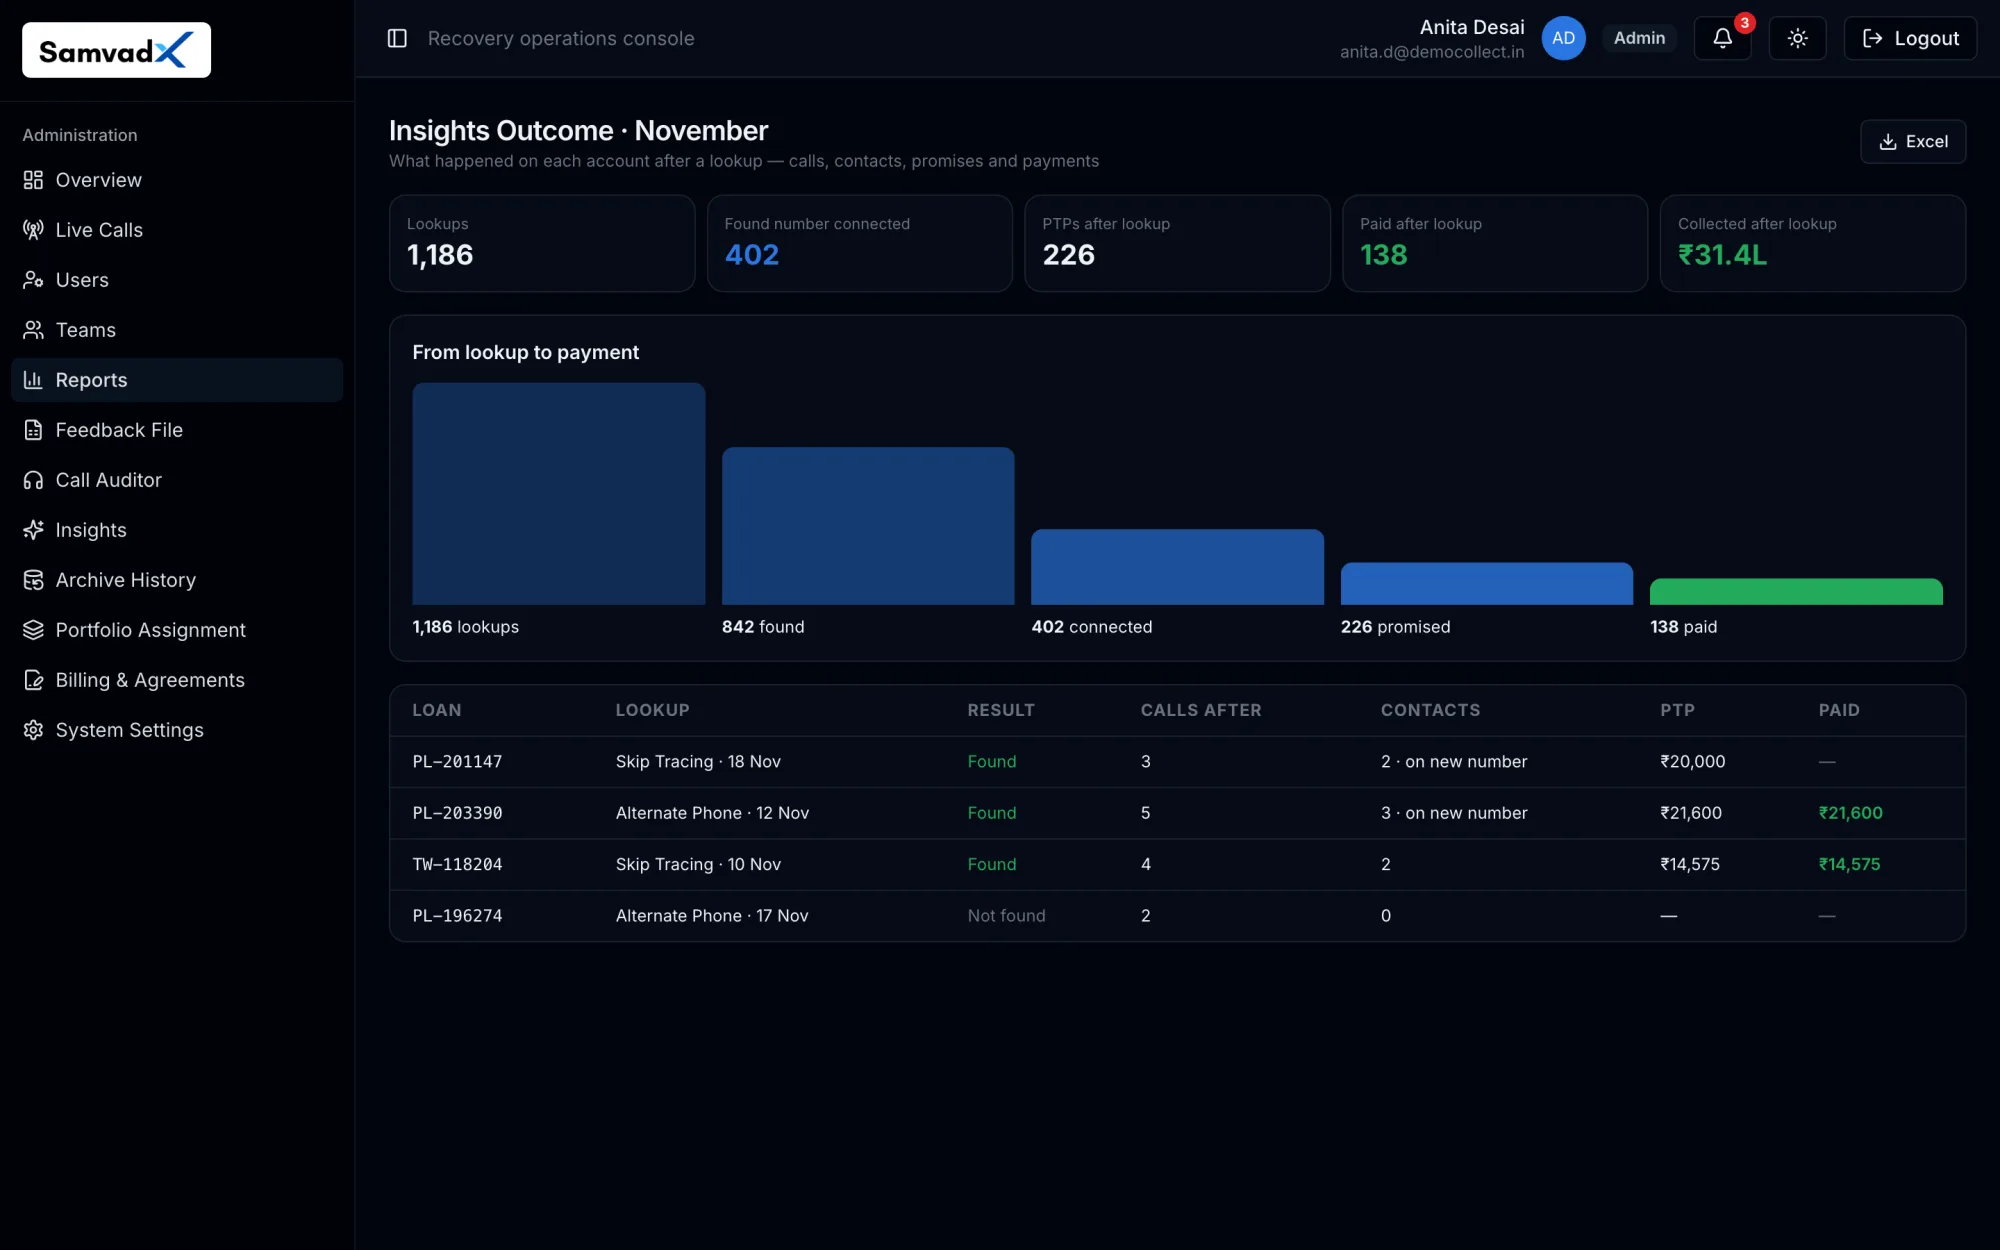 SamvadX
Recovery operations console
Anita Desai
anita.d@democollect.in
AD
Admin
3
Logout
Administration
Overview
Live Calls
Users
Teams
Reports
Feedback File
Call Auditor
Insights
Archive History
Portfolio Assignment
Billing & Agreements
System Settings
Insights Outcome · November
What happened on each account after a lookup — calls, contacts, promises and payments
Excel
Lookups
1,186
Found number connected
402
PTPs after lookup
226
Paid after lookup
138
Collected after lookup
₹31.4L
From lookup to payment
1,186 lookups
842 found
402 connected
226 promised
138 paid
LOAN LOOKUP RESULT CALLS AFTER CONTACTS PTP PAID
PL-201147 Skip Tracing · 18 Nov Found 3 2 · on new number ₹20,000 —
PL-203390 Alternate Phone · 12 Nov Found 5 3 · on new number ₹21,600 ₹21,600
TW-118204 Skip Tracing · 10 Nov Found 4 2 ₹14,575 ₹14,575
PL-196274 Alternate Phone · 17 Nov Not found 2 0 — —